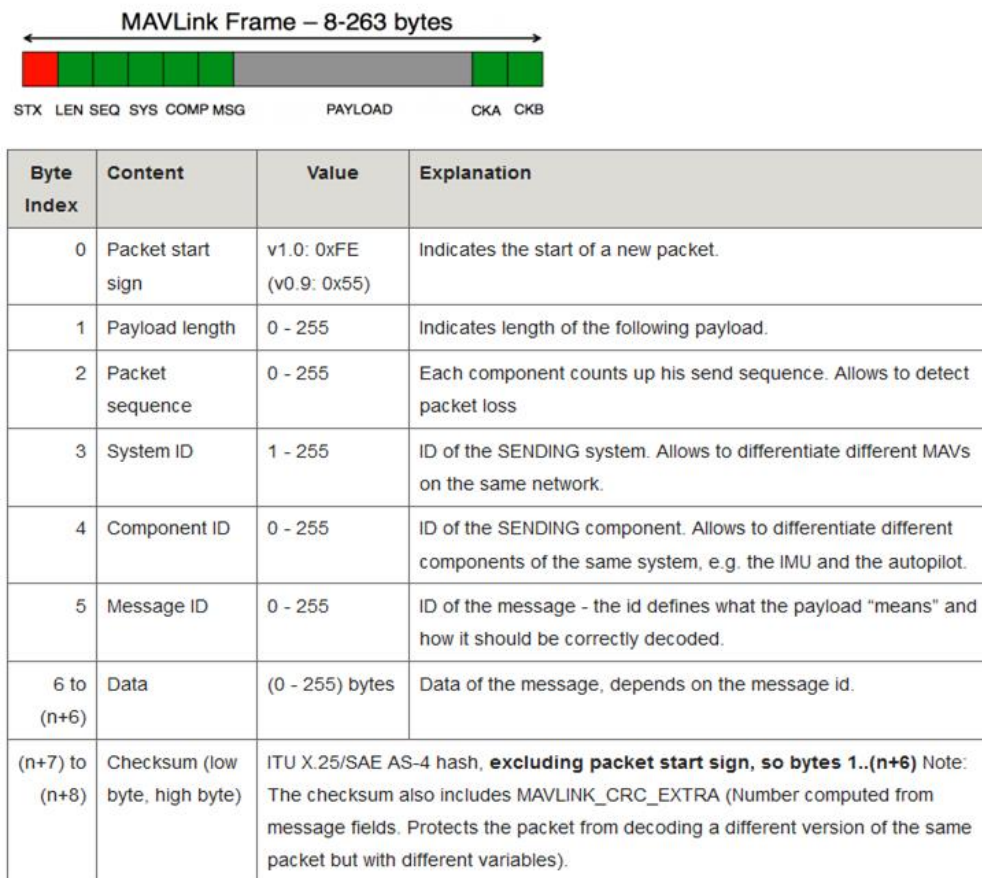 MAVLink Frame – 8-263 bytes
STX LEN SEQ SYS COMP MSG PAYLOAD CKA CKB
Byte Index Content Value Explanation
0 Packet start sign v1.0: 0xFE (v0.9: 0x55) Indicates the start of a new packet.
1 Payload length 0 - 255 Indicates length of the following payload.
2 Packet sequence 0 - 255 Each component counts up his send sequence. Allows to detect
packet loss
3 System ID 1 - 255 ID of the SENDING system. Allows to differentiate different MAVs
on the same network.
4 Component ID 0 - 255 ID of the SENDING component. Allows to differentiate different
components of the same system, e.g. the IMU and the autopilot.
5 Message ID 0 - 255 ID of the message - the id defines what the payload “means” and
how it should be correctly decoded.
6 to (n+6) Data (0 - 255) bytes Data of the message, depends on the message id.
(n+7) to (n+8) Checksum (low byte, high byte) ITU X.25/SAE AS-4 hash, excluding packet start sign, so bytes 1..(n+6) Note:
The checksum also includes MAVLINK_CRC_EXTRA (Number computed from
message fields. Protects the packet from decoding a different version of the same
packet but with different variables).